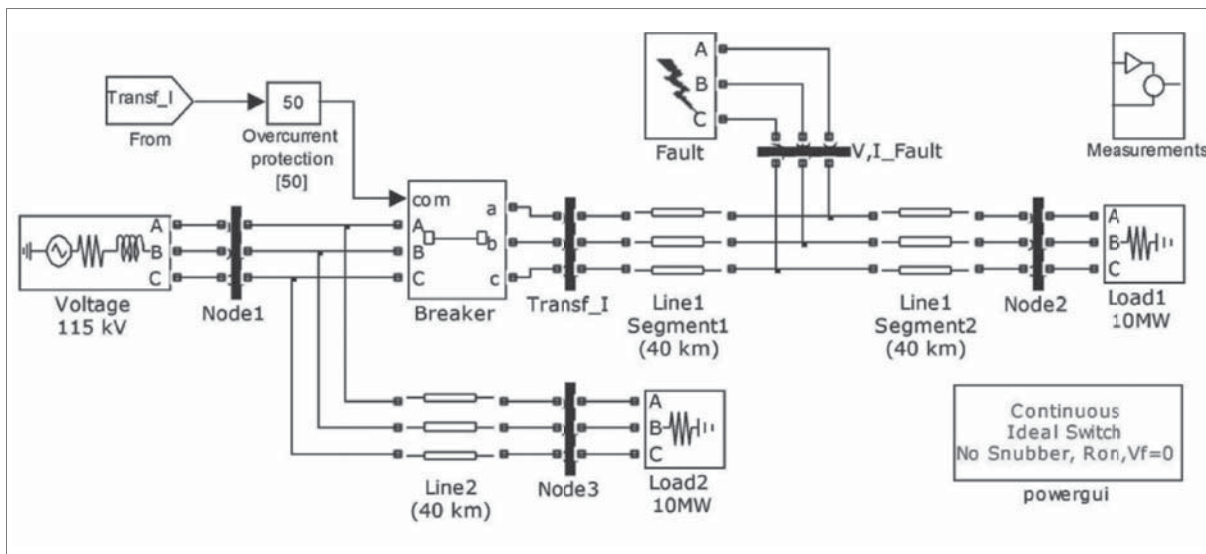 Transf_I
From
50
Overcurrent
protection
[50]
A
B
C
Fault
V,I_Fault
Measurements
A
B
C
Voltage
115 kV
Node1
com
A
B
C
a
b
c
Breaker
Transf_I
Line1
Segment1
(40 km)
Line1
Segment2
(40 km)
Node2
A
B
C
Load1
10MW
Line2
(40 km)
Node3
A
B
C
Load2
10MW
Continuous
Ideal Switch
No Snubber, Ron,Vf=0
powergui